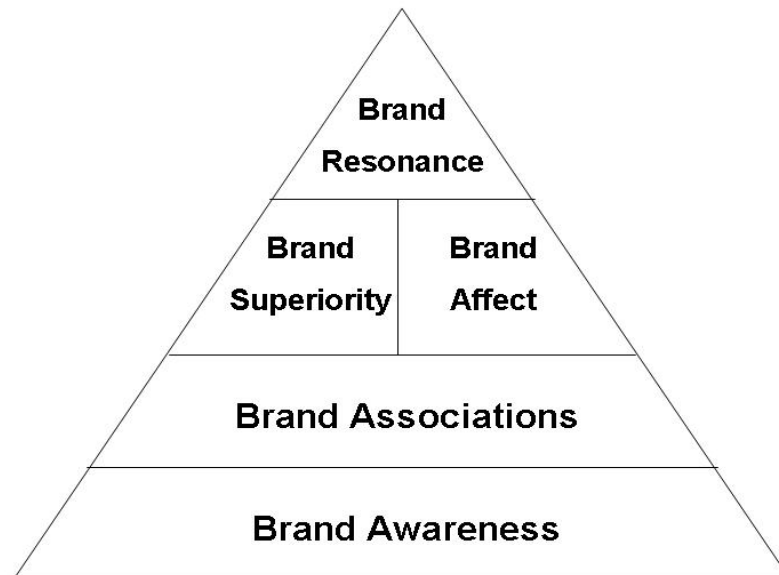 Brand
Resonance
Brand
Superiority
Brand
Affect
Brand Associations
Brand Awareness